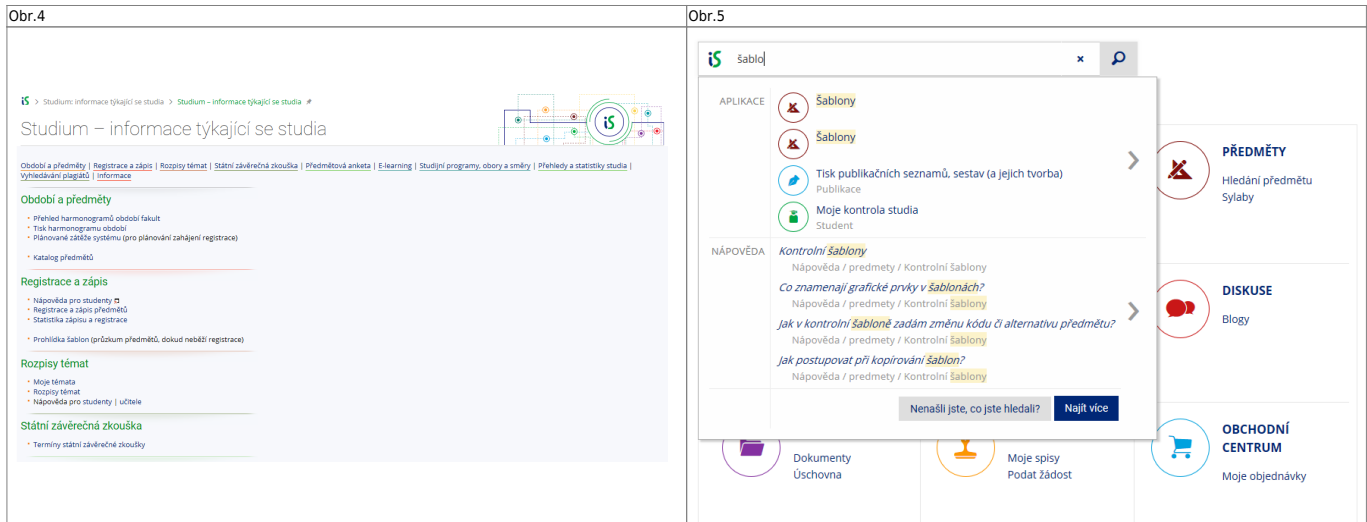 Obr.4
Obr.5
iS > Studium: informace týkající se studia > Studium – informace týkající se studia
Studium – informace týkající se studia
iS
Období a předměty | Registrace a zápis | Rozpisy témat | Státní závěrečná zkouška | Předmětová anketa | E-learning | Studijní programy, obory a směry | Přehledy a statistiky studia |
Vyhledávání plagiátů | Informace
Období a předměty
Přehled harmonogramů období fakult
Tisk harmonogramu období
Plánované zátěže systému (pro plánování zahájení registrace)
Katalog předmětů
Registrace a zápis
Nápověda pro studenty
Registrace a zápis předmětů
Statistika zápisu a registrace
Prohlídka šablon (průzkum předmětů, dokud neběží registrace)
Rozpisy témat
Moje témata
Rozpisy témat
Nápověda pro studenty | učitele
Státní závěrečná zkouška
Termíny státní závěrečné zkoušky
iS šablo
APLIKACE
Šablony
Šablony
Tisk publikačních seznamů, sestav (a jejich tvorba)
Publikace
Moje kontrola studia
Student
NÁPOVĚDA
Kontrolní šablony
Nápověda / predmety / Kontrolní šablony
Co znamenají grafické prvky v šablonách?
Nápověda / predmety / Kontrolní šablony
Jak v kontrolní šabloně zadám změnu kódu či alternativu předmětu?
Nápověda / predmety / Kontrolní šablony
Jak postupovat při kopírování šablon?
Nápověda / predmety / Kontrolní šablony
Nenašli jste, co jste hledali?
Najít více
PŘEDMĚTY
Hledání předmětu
Sylaby
DISKUSE
Blogy
Dokumenty
Úschovna
Moje spisy
Podat žádost
OBCHODNÍ
CENTRUM
Moje objednávky